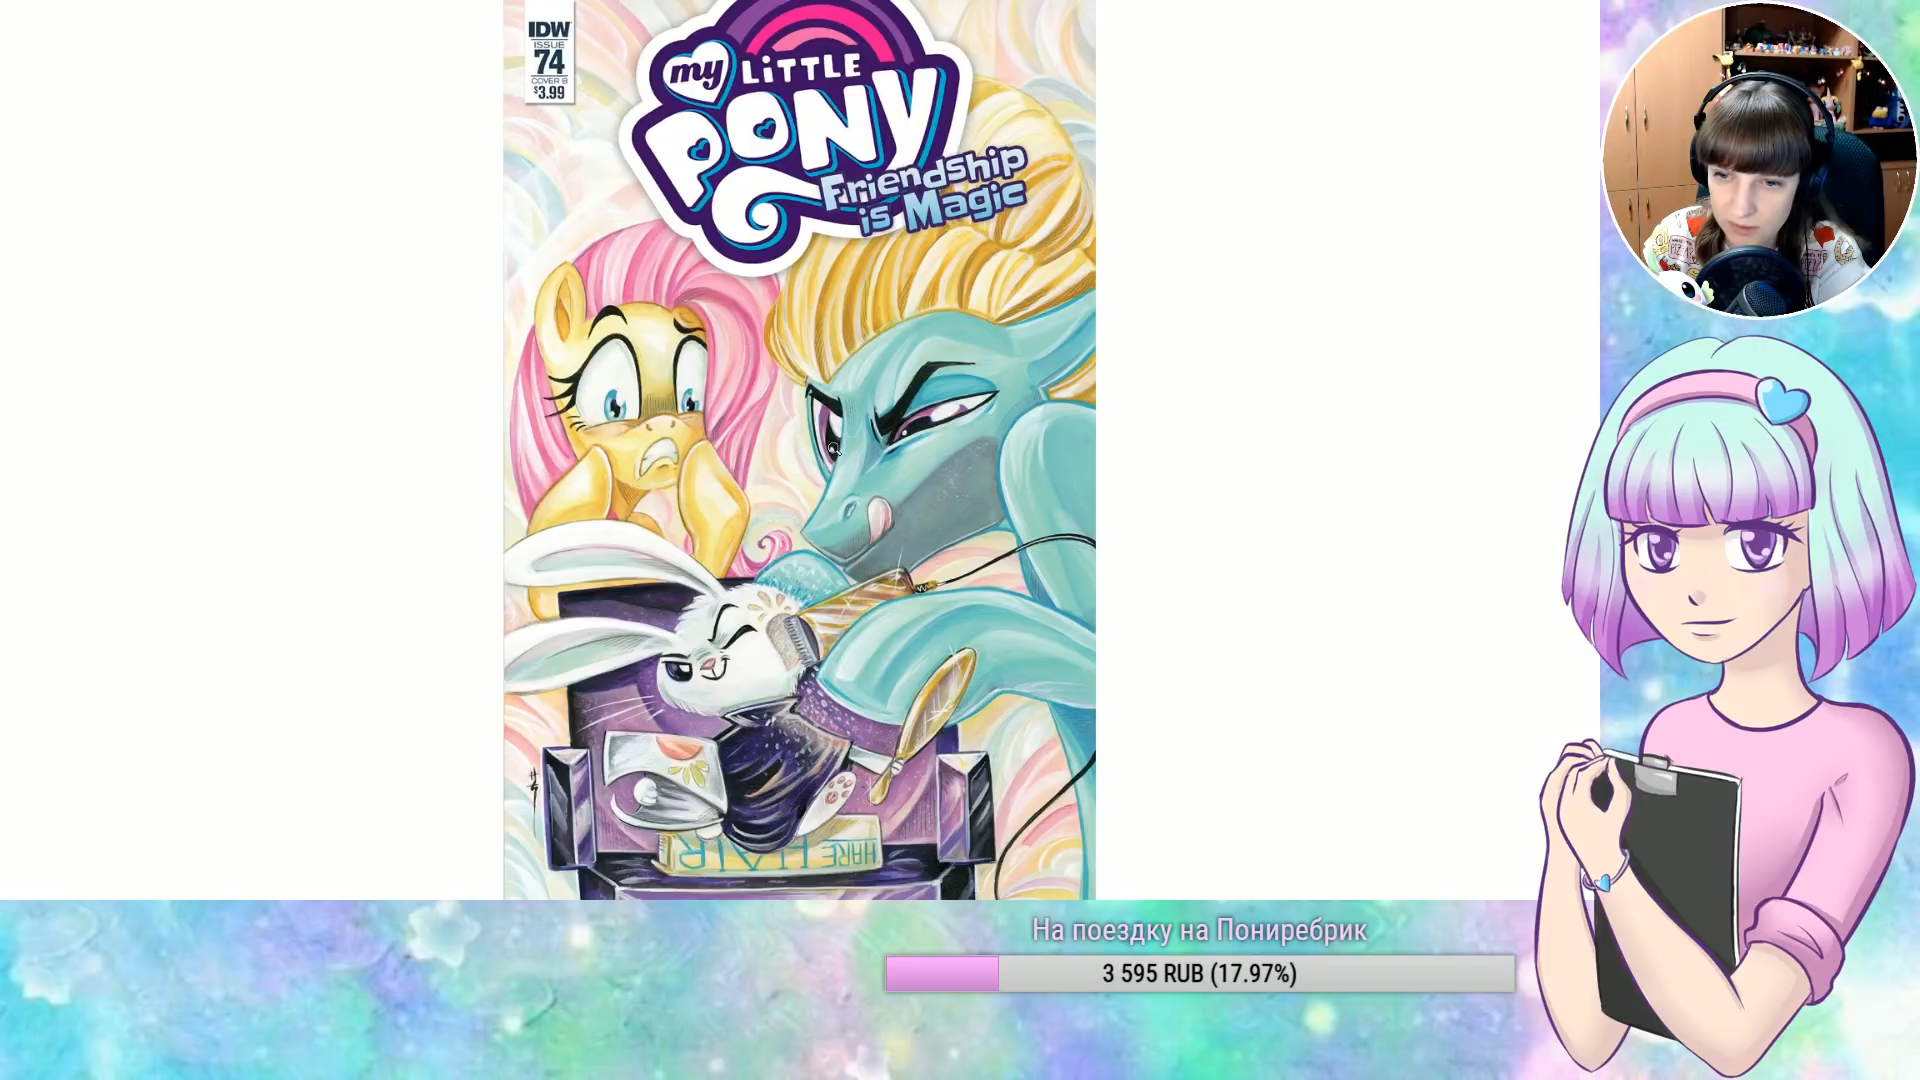 IDW
ISSUE
74
COVER B
$3.99
my LiTTLE
PONY
Friendship
is Magic
HARE HAIR
На поездку на Пониребрик
3 595 RUB (17.97%)